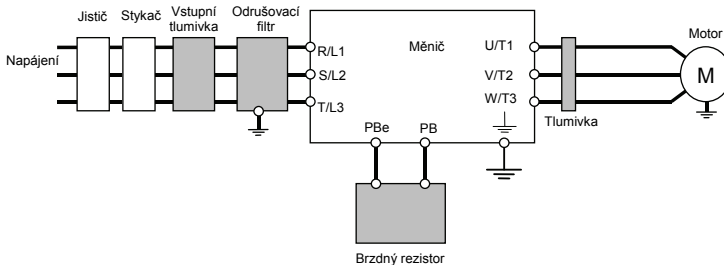 Jistič
Stykač
Vstupní
tlumivka
Odrušovací
filtr
Napájení
R/L1
S/L2
T/L3
Měnič
U/T1
V/T2
W/T3
PBe
PB
Tlumivka
Motor
M
Brzdný rezistor